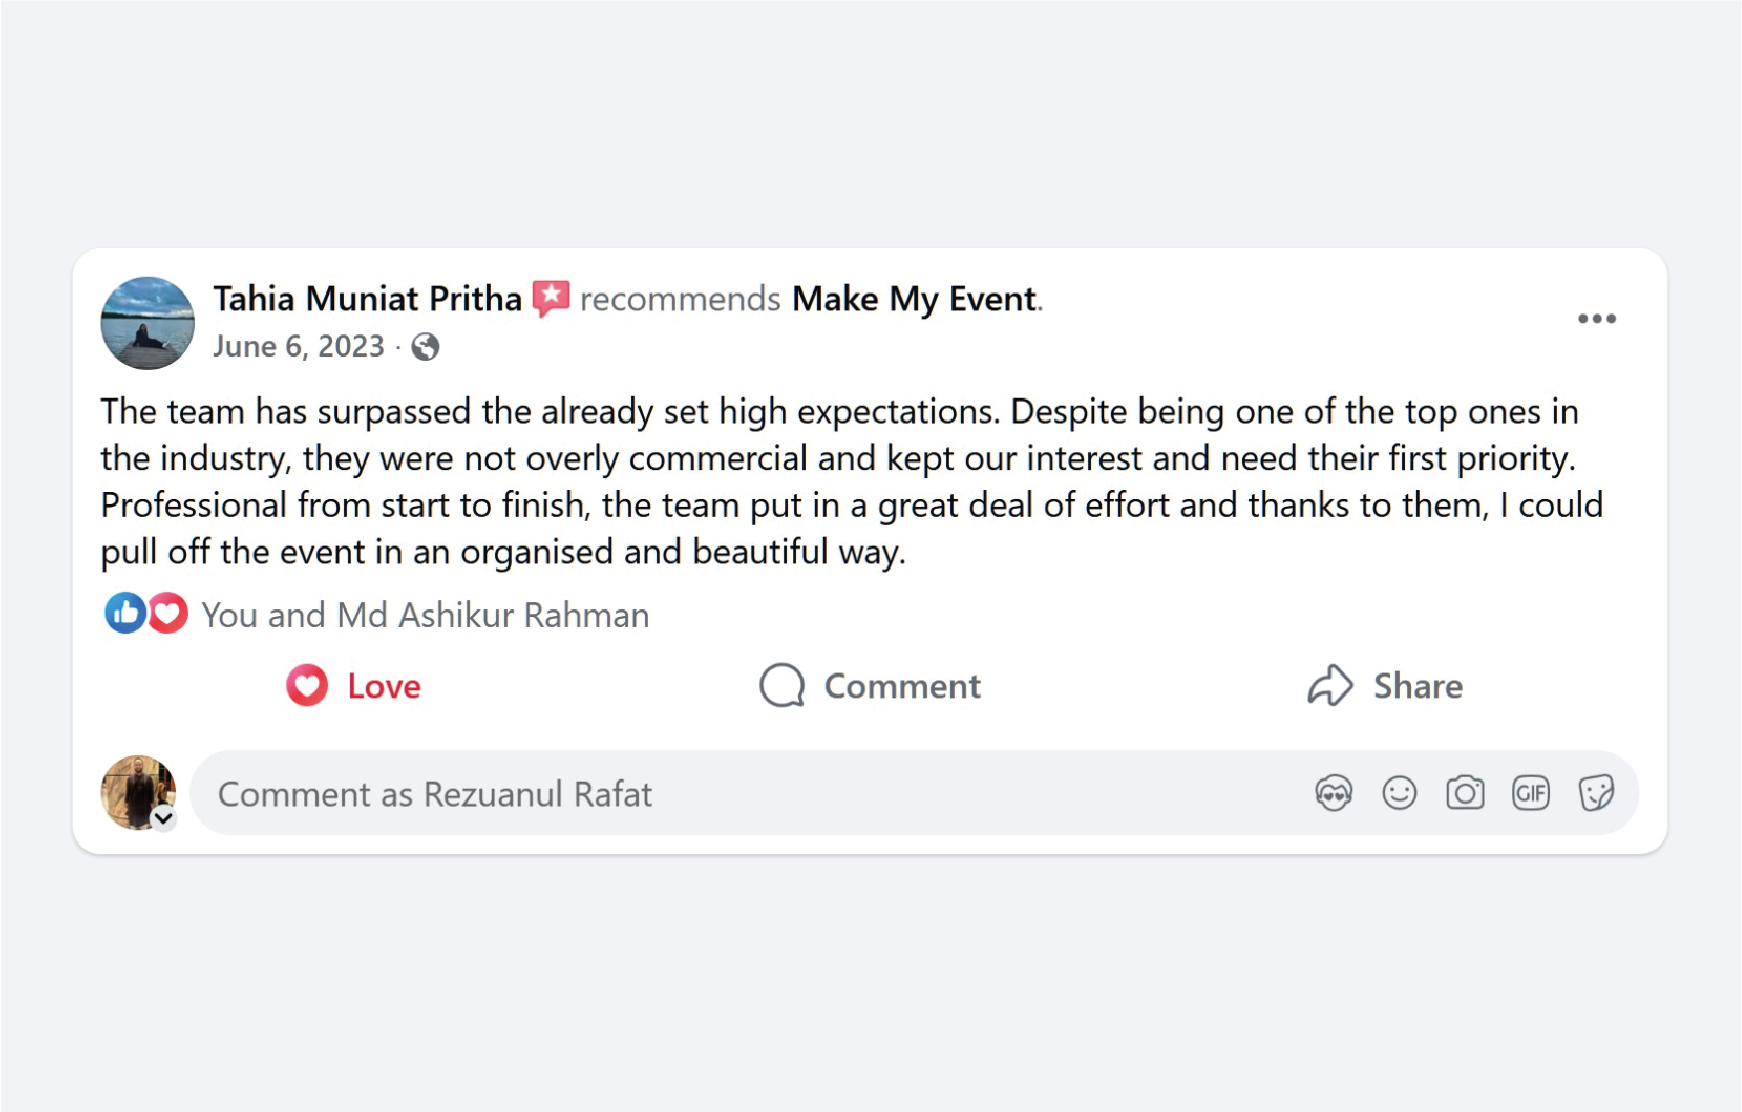 Tahia Muniat Pritha recommends Make My Event.
June 6, 2023 ·
The team has surpassed the already set high expectations. Despite being one of the top ones in
the industry, they were not overly commercial and kept our interest and need their first priority.
Professional from start to finish, the team put in a great deal of effort and thanks to them, I could
pull off the event in an organised and beautiful way.
You and Md Ashikur Rahman
Love Comment Share
Comment as Rezuanul Rafat GIF